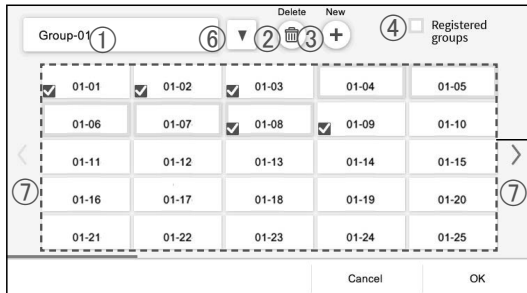 Delete New
Group-01 ① ⑥ ▼ ② ③ + ④ Registered
groups
01-01 01-02 01-03 01-04 01-05
01-06 01-07 01-08 01-09 01-10
01-11 01-12 01-13 01-14 01-15
⑦ ⑦
01-16 01-17 01-18 01-19 01-20
01-21 01-22 01-23 01-24 01-25
Cancel OK